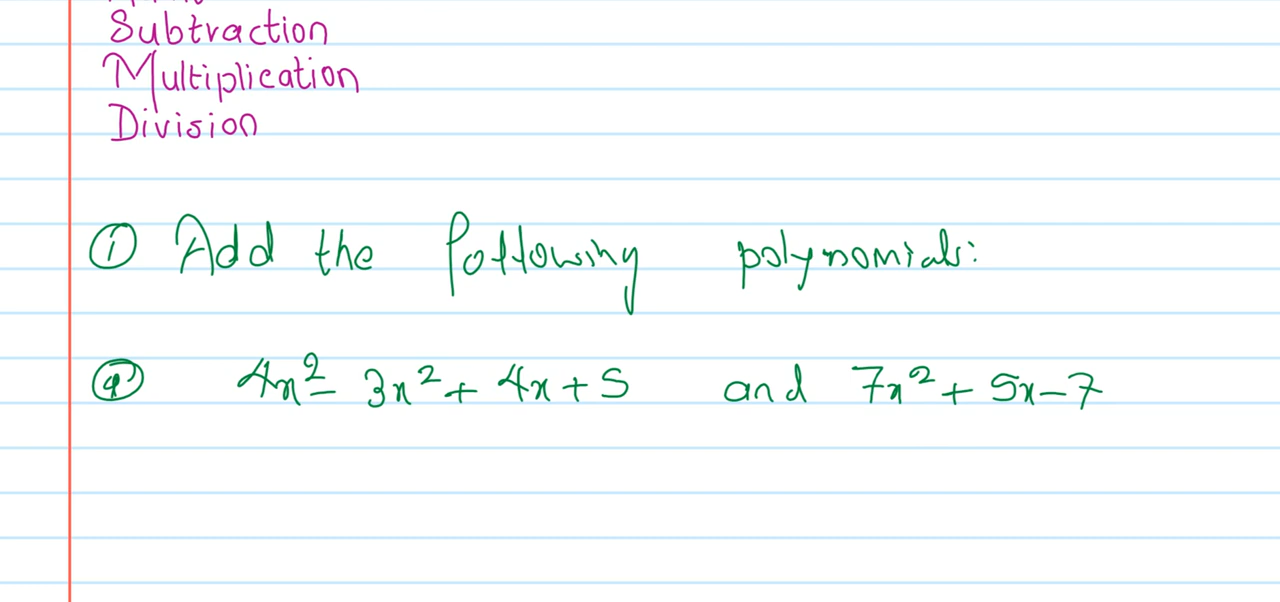 Subtraction
Multiplication
Division
① Add the following polynomials:
ⓐ 4x² - 3x² + 4x + 5 and 7x² + 5x - 7